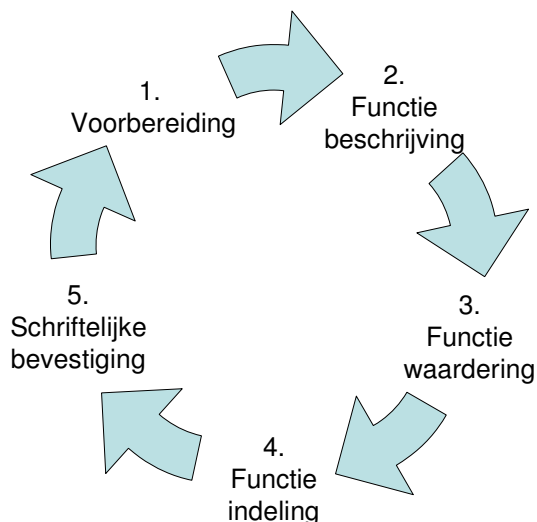 1.
Voorbereiding
2.
Functie
beschrijving
3.
Functie
waardering
4.
Functie
indeling
5.
Schriftelijke
bevestiging